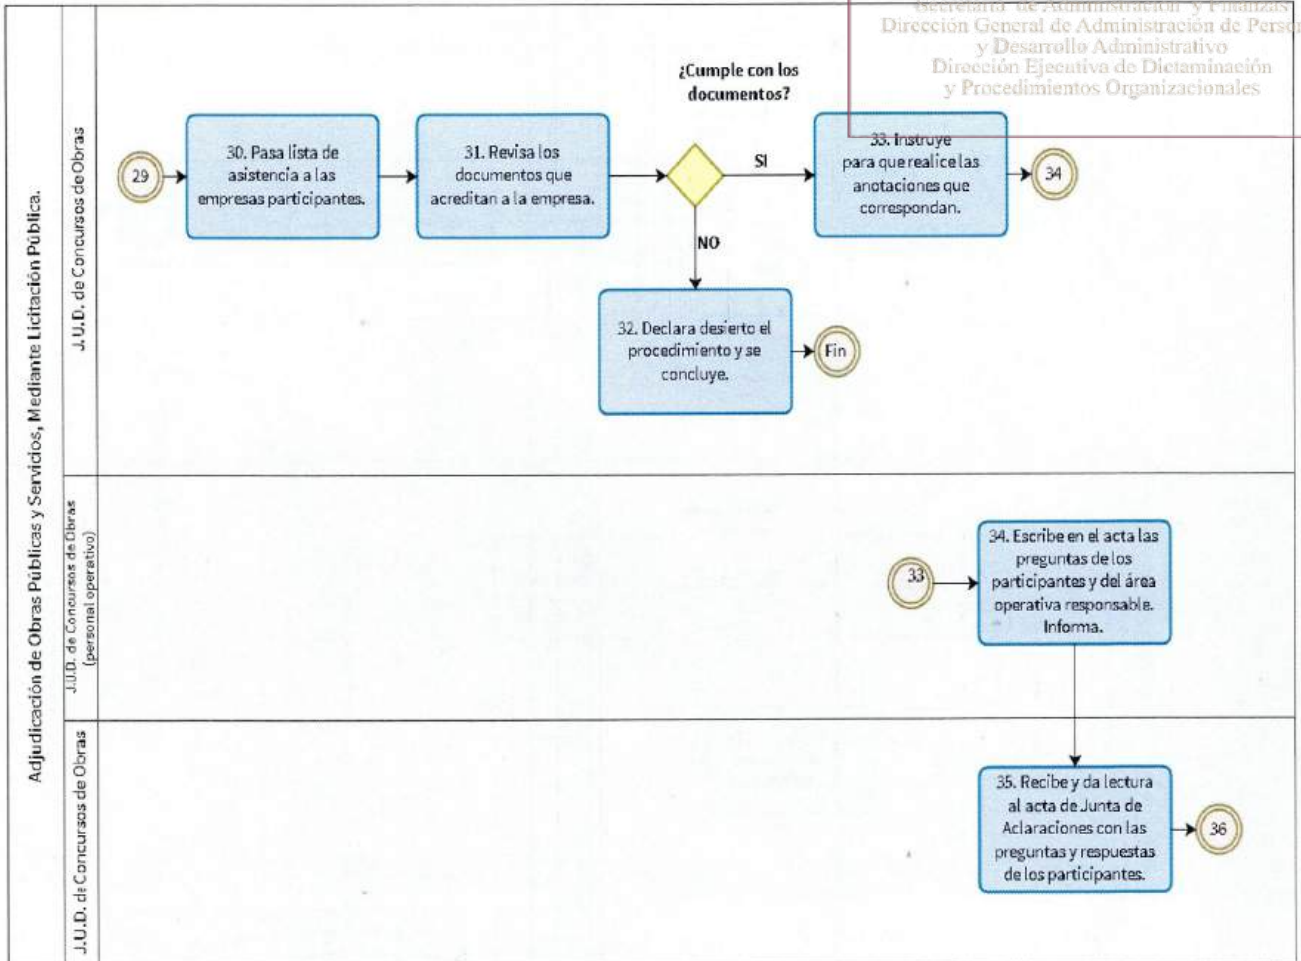 Secretaría de Administración y Finanzas
Dirección General de Administración de Perso
y Desarrollo Administrativo
Dirección Ejecutiva de Dictaminación
y Procedimientos Organizacionales
Adjudicación de Obras Públicas y Servicios, Mediante Licitación Pública.
J.U.D. de Concursos de Obras
¿Cumple con los
documentos?
29
30. Pasa lista de
asistencia a las
empresas participantes.
31. Revisa los
documentos que
acreditan a la empresa.
SI
33. Instruye
para que realice las
anotaciones que
correspondan.
34
NO
32. Declara desierto el
procedimiento y se
concluye.
Fin
J.U.D. de Concursos de Obras
(personal operativo)
33
34. Escribe en el acta las
preguntas de los
participantes y del área
operativa responsable.
Informa.
J.U.D. de Concursos de Obras
35. Recibe y da lectura
al acta de Junta de
Aclaraciones con las
preguntas y respuestas
de los participantes.
36